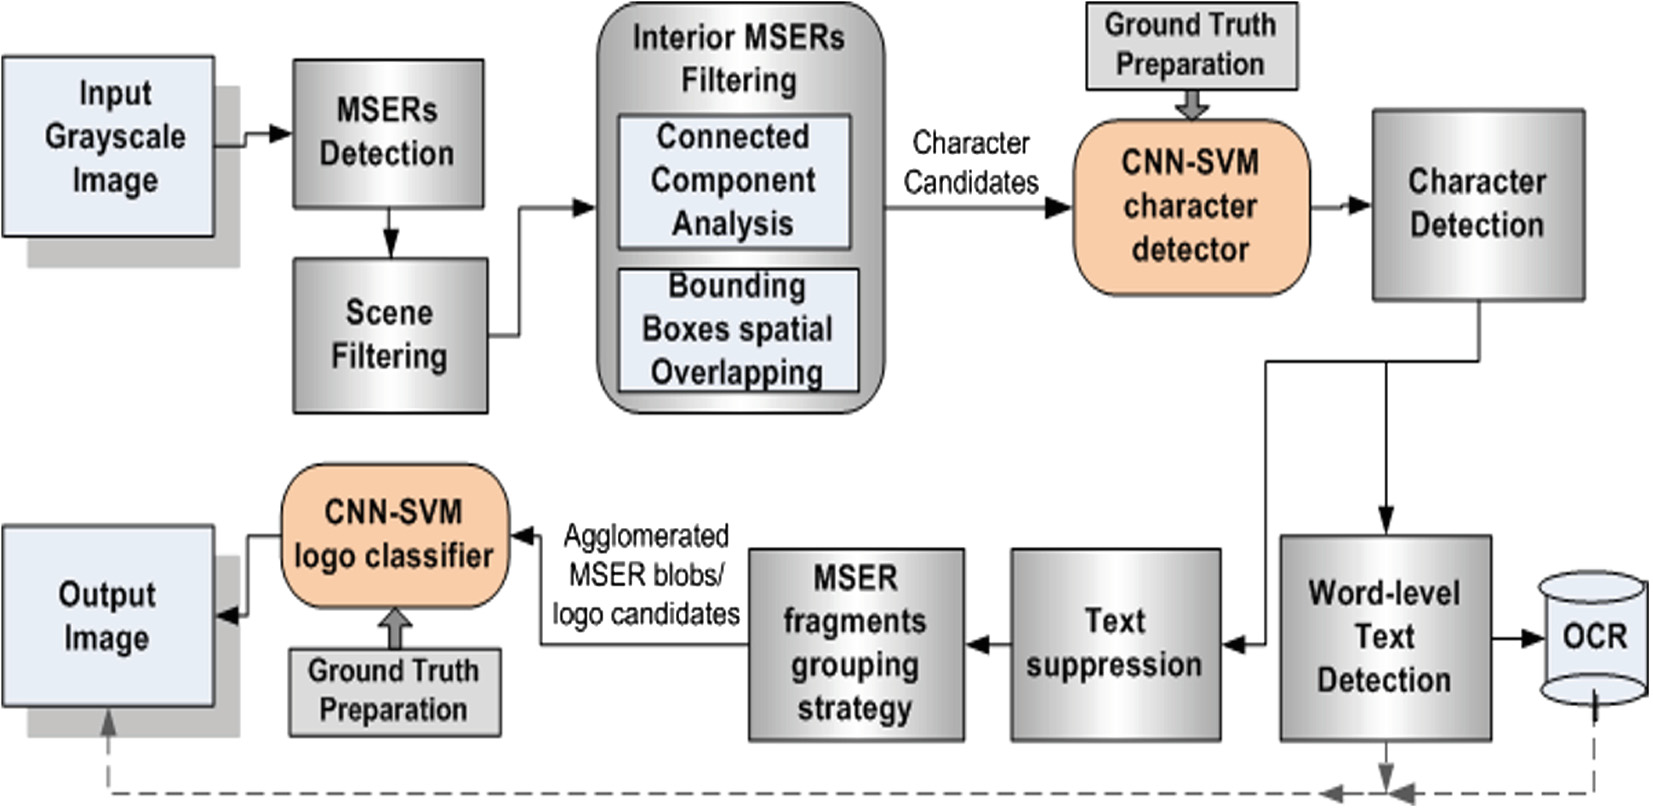 Input
Grayscale
Image
MSERs
Detection
Scene
Filtering
Interior MSERs
Filtering
Connected
Component
Analysis
Bounding
Boxes spatial
Overlapping
Character
Candidates
Ground Truth
Preparation
CNN-SVM
character
detector
Character
Detection
Word-level
Text
Detection
OCR
Text
suppression
MSER
fragments
grouping
strategy
Agglomerated
MSER blobs/
logo candidates
CNN-SVM
logo classifier
Ground Truth
Preparation
Output
Image